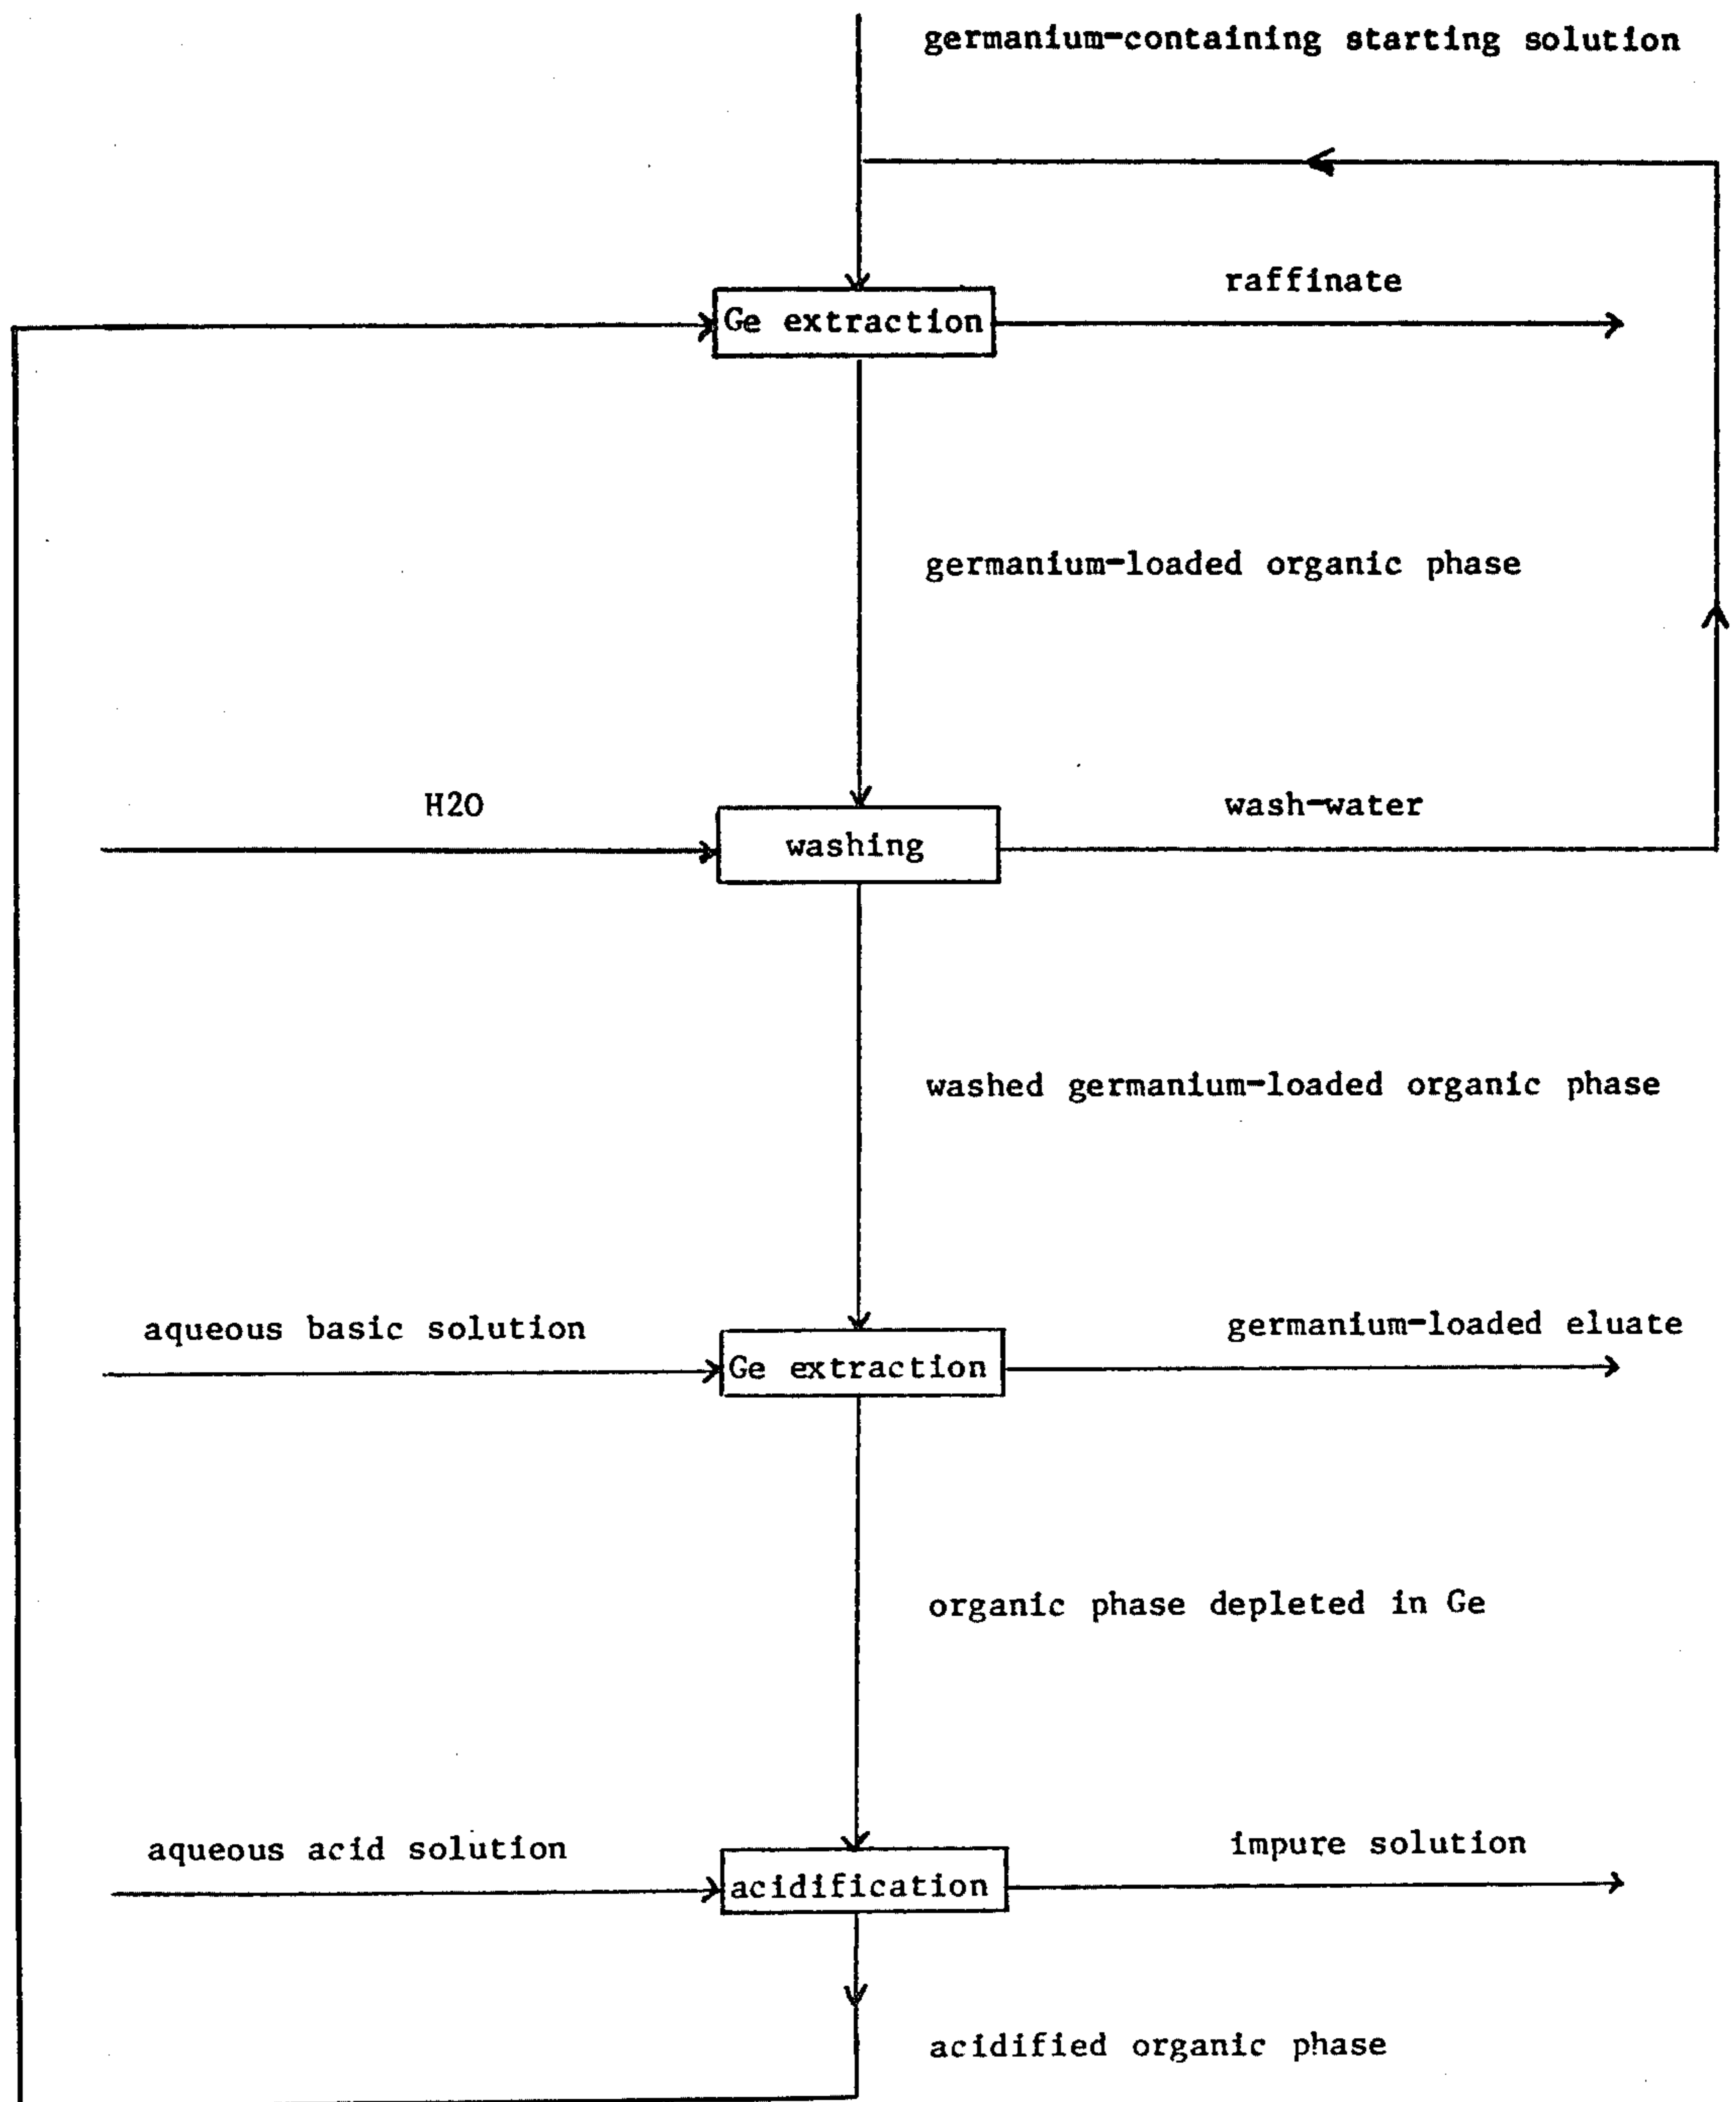 germanium-containing starting solution
raffinate
Ge extraction
germanium-loaded organic phase
H2O
wash-water
washing
washed germanium-loaded organic phase
aqueous basic solution
germanium-loaded eluate
Ge extraction
organic phase depleted in Ge
aqueous acid solution
impure solution
acidification
acidified organic phase